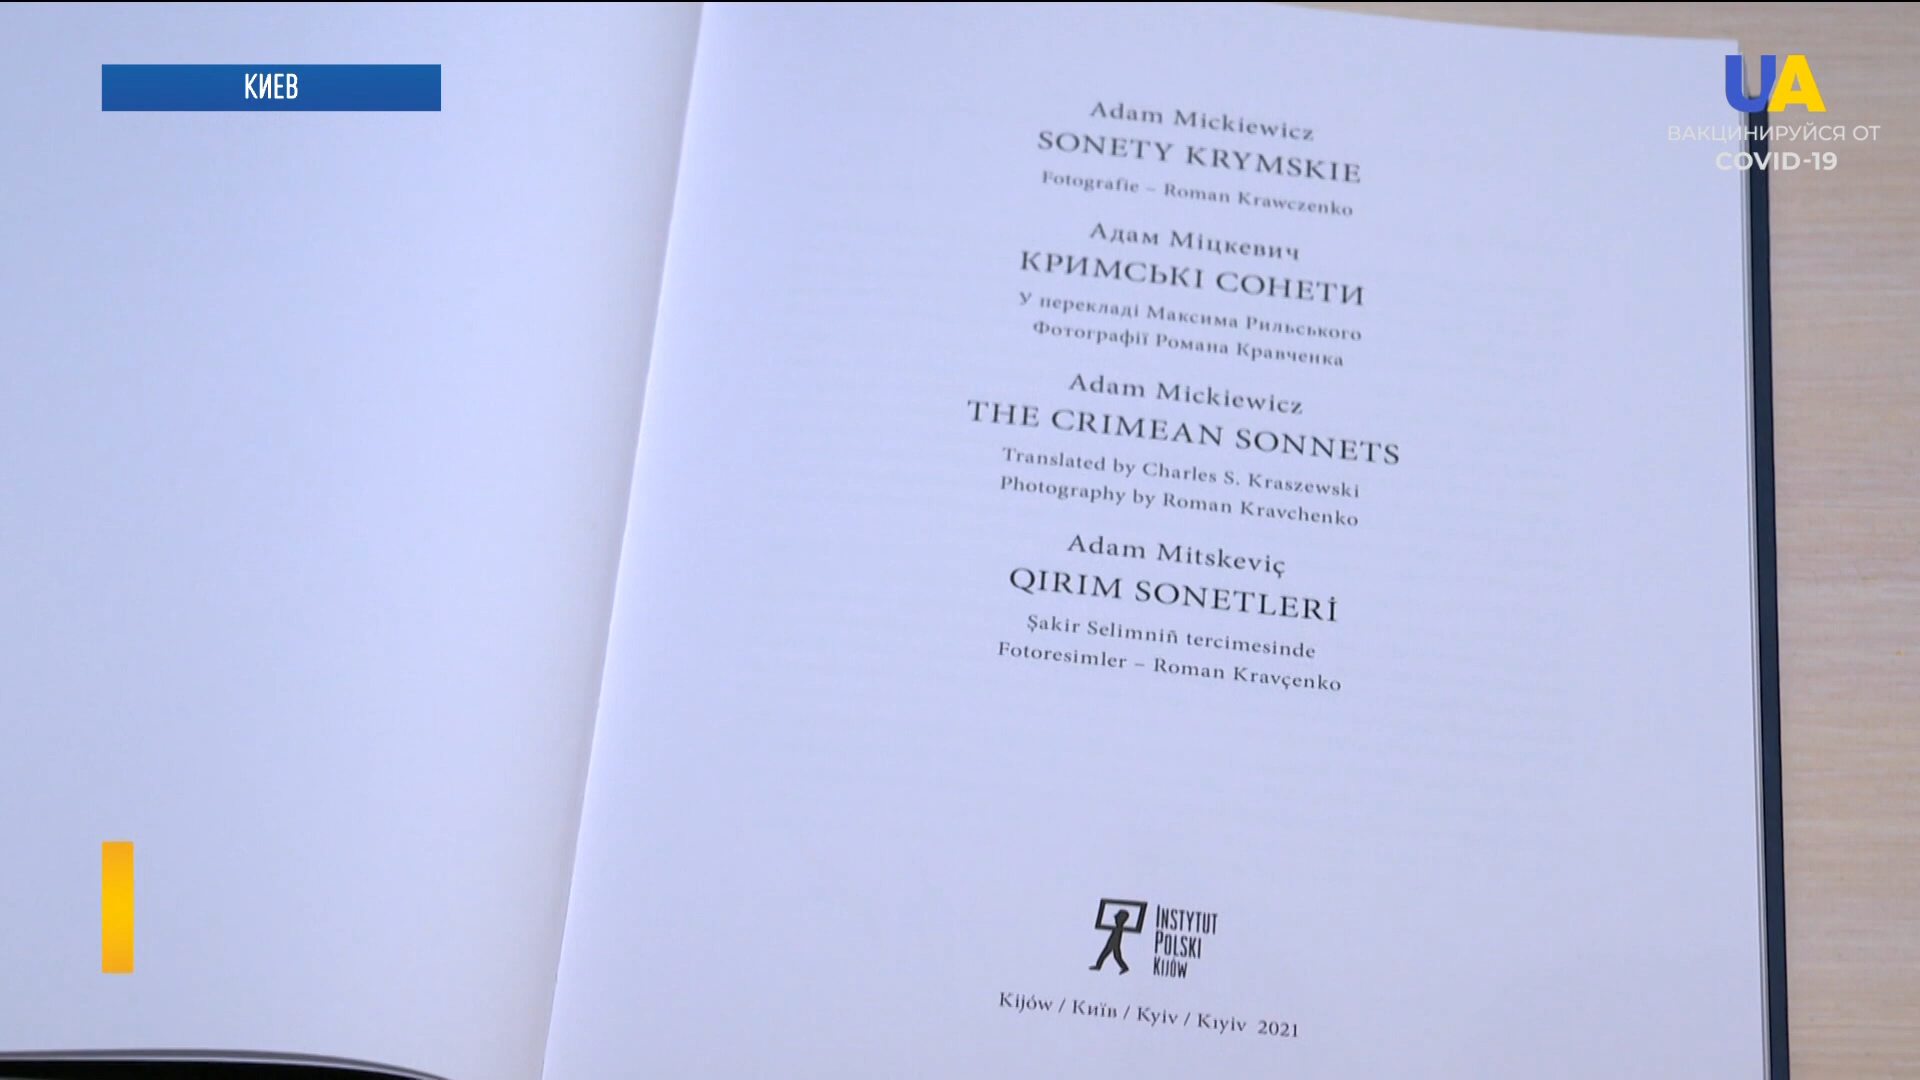 КИЕВ
UA
ВАКЦИНИРУЙСЯ ОТ
COVID-19
Adam Mickiewicz
SONETY KRYMSKIE
Fotografie – Roman Krawczenko
Адам Міцкевич
КРИМСЬКІ СОНЕТИ
У перекладі Максима Рильського
Фотографії Романа Кравченка
Adam Mickiewicz
THE CRIMEAN SONNETS
Translated by Charles S. Kraszewski
Photography by Roman Kravchenko
Adam Mitskeviç
QIRIM SONETLERİ
Şakir Selimniñ tercimesinde
Fotoresimler – Roman Kravçenko
INSTYTUT
POLSKI
KIJÓW
Kijów / Київ / Kyiv / Kıyiv 2021